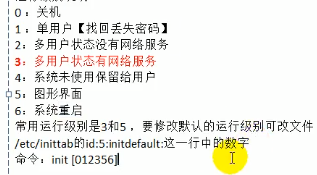 0：关机
1：单用户【找回丢失密码】
2：多用户状态没有网络服务
3：多用户状态有网络服务
4：系统未使用保留给用户
5：图形界面
6：系统重启
常用运行级别是3和5，要修改默认的运行级别可改文件
/etc/inittab的id:5:initdefault:这一行中的数字
命令：init [012356]